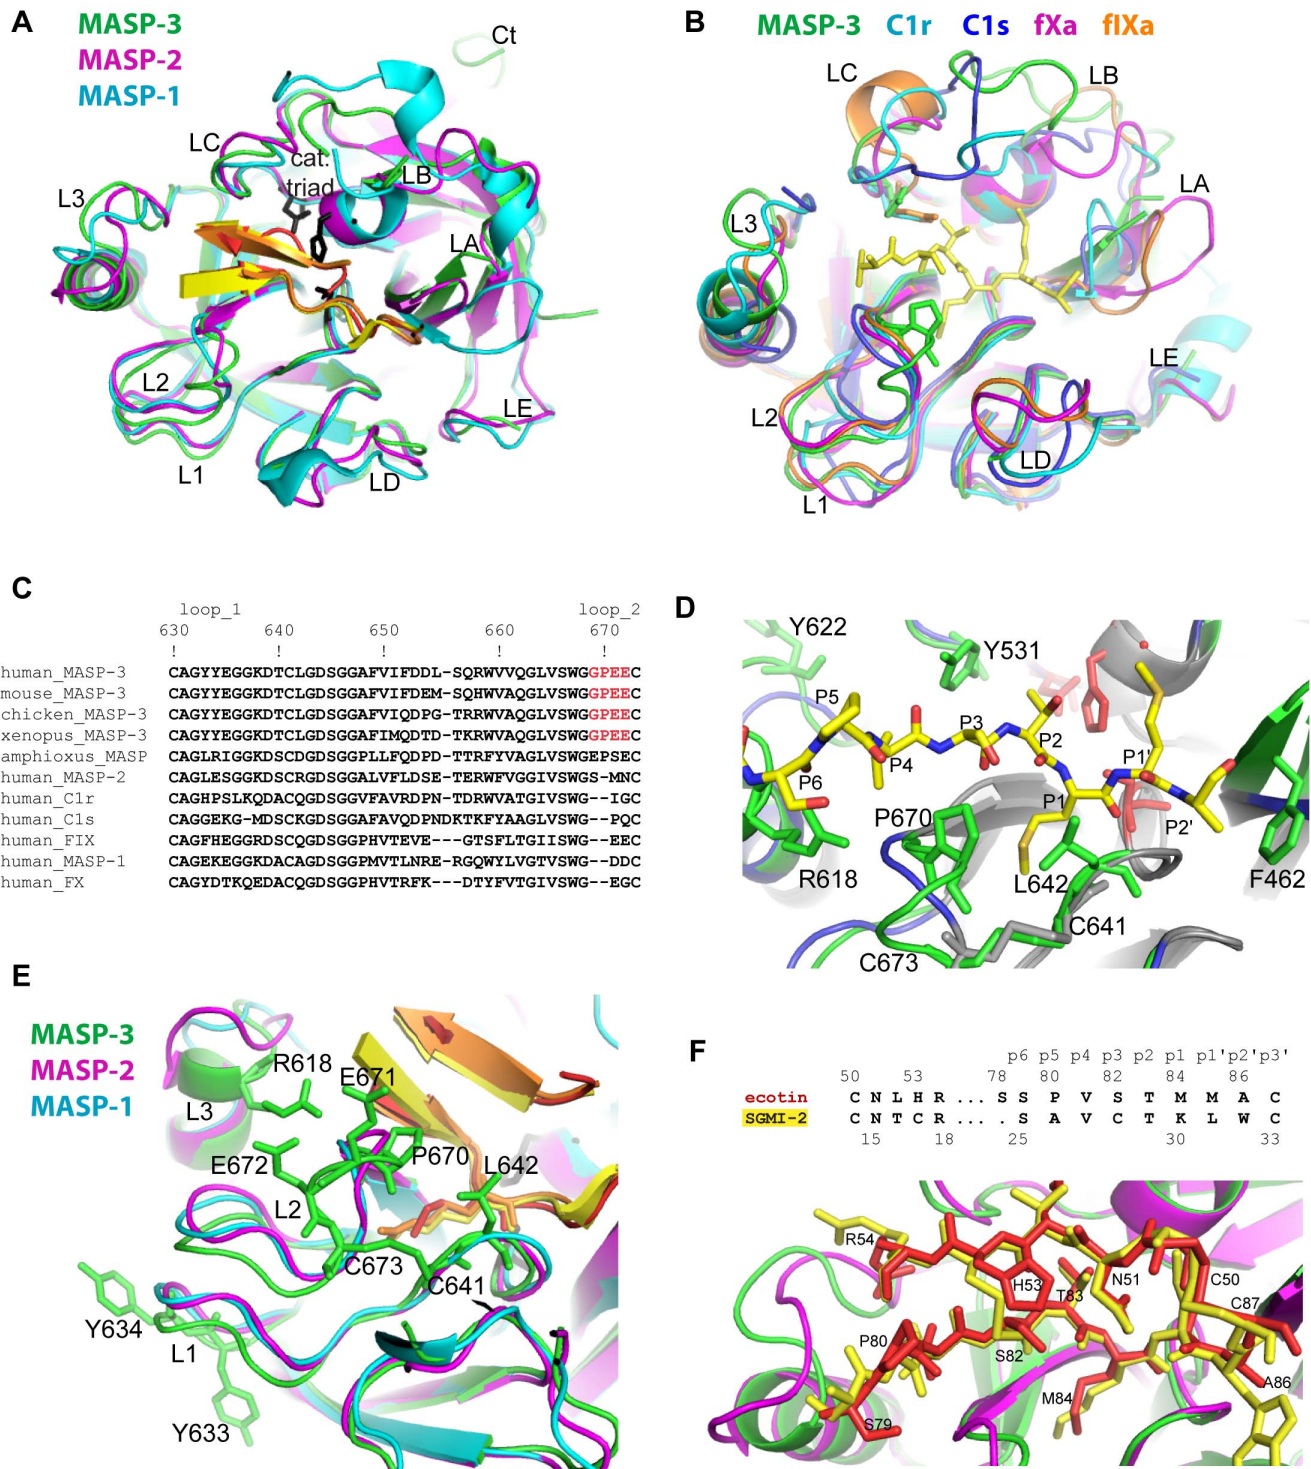 A
MASP-3
MASP-2
MASP-1
Ct
LC
cat.
triad
LB
L3
LA
L2
LE
L1
LD
B
MASP-3 C1r C1s fXa fIXa
LC
LB
LA
L3
LE
L2
LD
L1
C
loop_1 loop_2
630 640 650 660 670
! ! ! ! !
human_MASP-3 CAGYYEGGKDTCLGDSGGAFVIFDDL-SQRWVVQGLVSWGGPEEC
mouse_MASP-3 CAGYYEGGKDTCLGDSGGAFVIFDEM-SQHWVAQGLVSWGGPEEC
chicken_MASP-3 CAGYYEGGKDTCLGDSGGAFVIQDPG-TRRWVAQGLVSWGGPEEC
xenopus_MASP-3 CAGYYEGGKDTCLGDSGGAFIMQDTD-TKRWVAQGLVSWGGPEEC
amphioxus_MASP CAGLRIGGKDSCDGDSGGPLLFQDPD-TTRFYAQGLVSWGEPSEC
human_MASP-2 CAGLESGGKDSCRGDSGGALVFLDSE-TERWFVGGIVSWGS-MNC
human_C1r CAGHPSLKQDACQGDSGGVFAVRDPN-TDRWVATGIVSWG--IGC
human_C1s CAGGEKG-MDSCKGDSGGAFAVQDPNDKTKFYAAGLVSWG--PQC
human_FIX CAGFHEGGRDSCQGDSGGPHVTEVE---GTSFLTGIISWG--EEC
human_MASP-1 CAGEKEGGKDACAGDSGGPMVTLNRE-RGQWYLVGTVSWG--DDC
human_FX CAGYDTKQEDACQGDSGGPHVTRFK---DTYFVTGIVSWG--EGC
D
Y622
Y531
P5
P3
P2
P4
P1'
P6
P1
P670
P2'
R618
L642
F462
C641
C673
E
MASP-3
MASP-2
MASP-1
R618
E671
L3
P670
L642
E672
L2
C673
C641
Y634
L1
Y633
F
p6 p5 p4 p3 p2 p1 p1'p2'p3'
50 53 78 80 82 84 86
ecotin C N L H R ... S S P V S T M M A C
SGMI-2 C N T C R .... S A V C T K L W C
15 18 25 30 33
R54
H53
T83
N51
C50
C87
P80
S82
A86
M84
S79